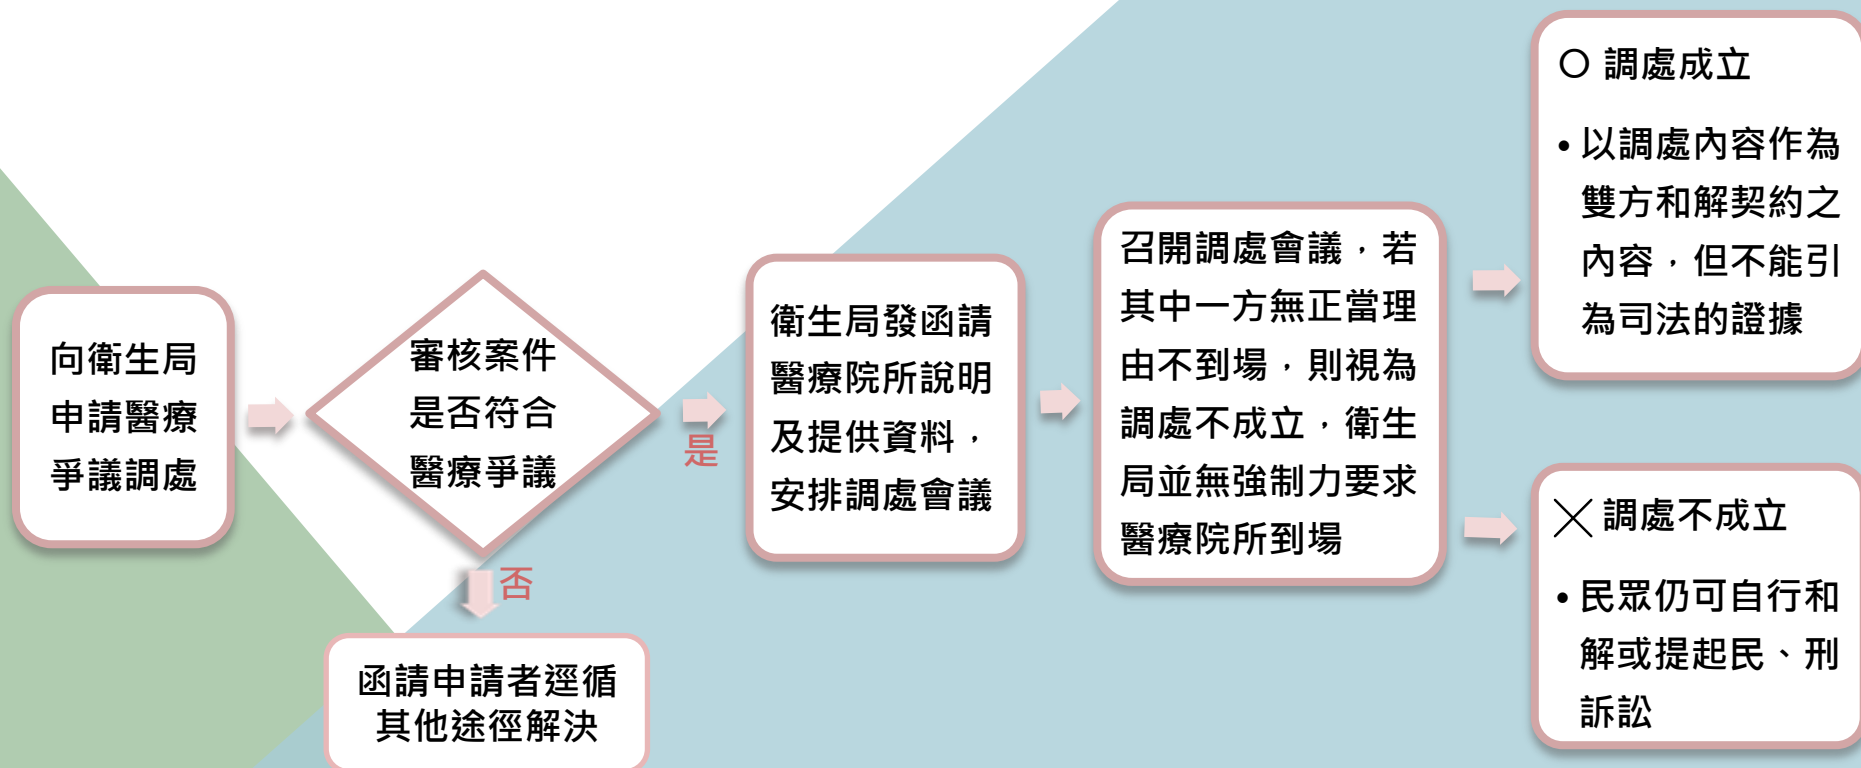 向衛生局
申請醫療
爭議調處
審核案件
是否符合
醫療爭議
是
否
函請申請者逕循
其他途徑解決
衛生局發函請
醫療院所說明
及提供資料，
安排調處會議
召開調處會議，若
其中一方無正當理
由不到場，則視為
調處不成立，衛生
局並無強制力要求
醫療院所到場
○ 調處成立
• 以調處內容作為
雙方和解契約之
內容，但不能引
為司法的證據
╳ 調處不成立
• 民眾仍可自行和
解或提起民、刑
訴訟